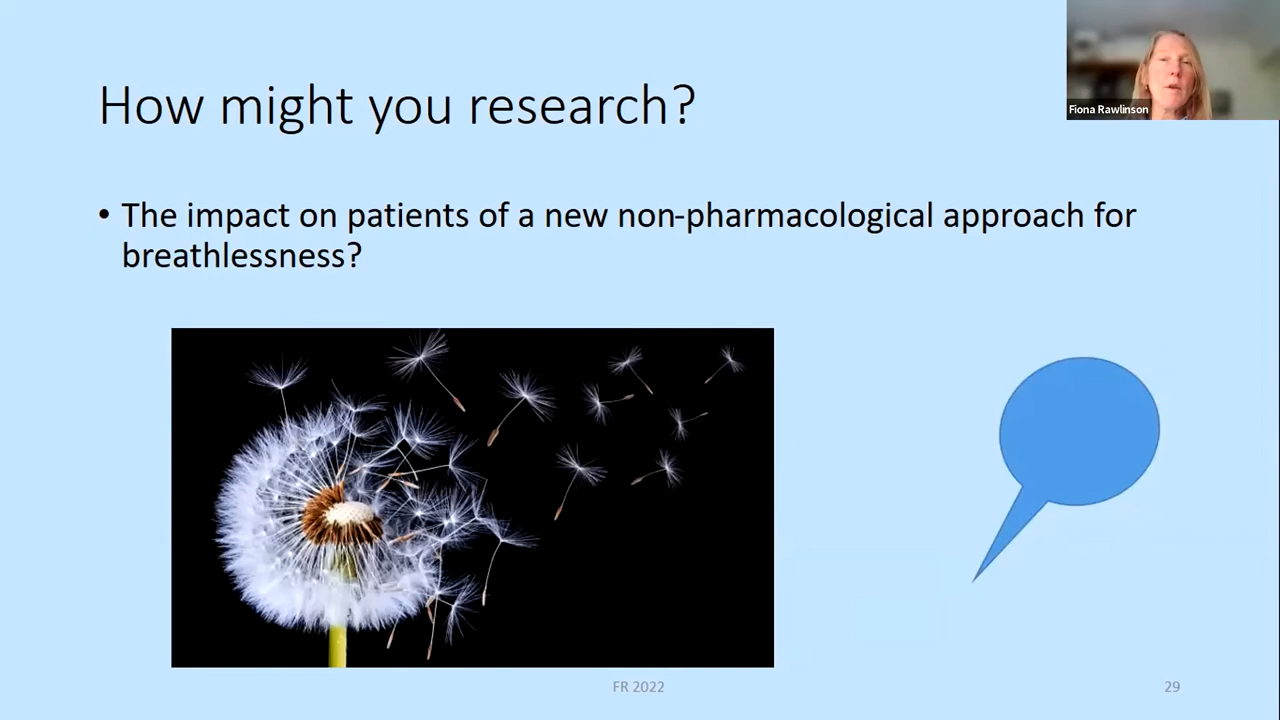 How might you research?
Fiona Rawlinson
• The impact on patients of a new non-pharmacological approach for
breathlessness?
FR 2022
29